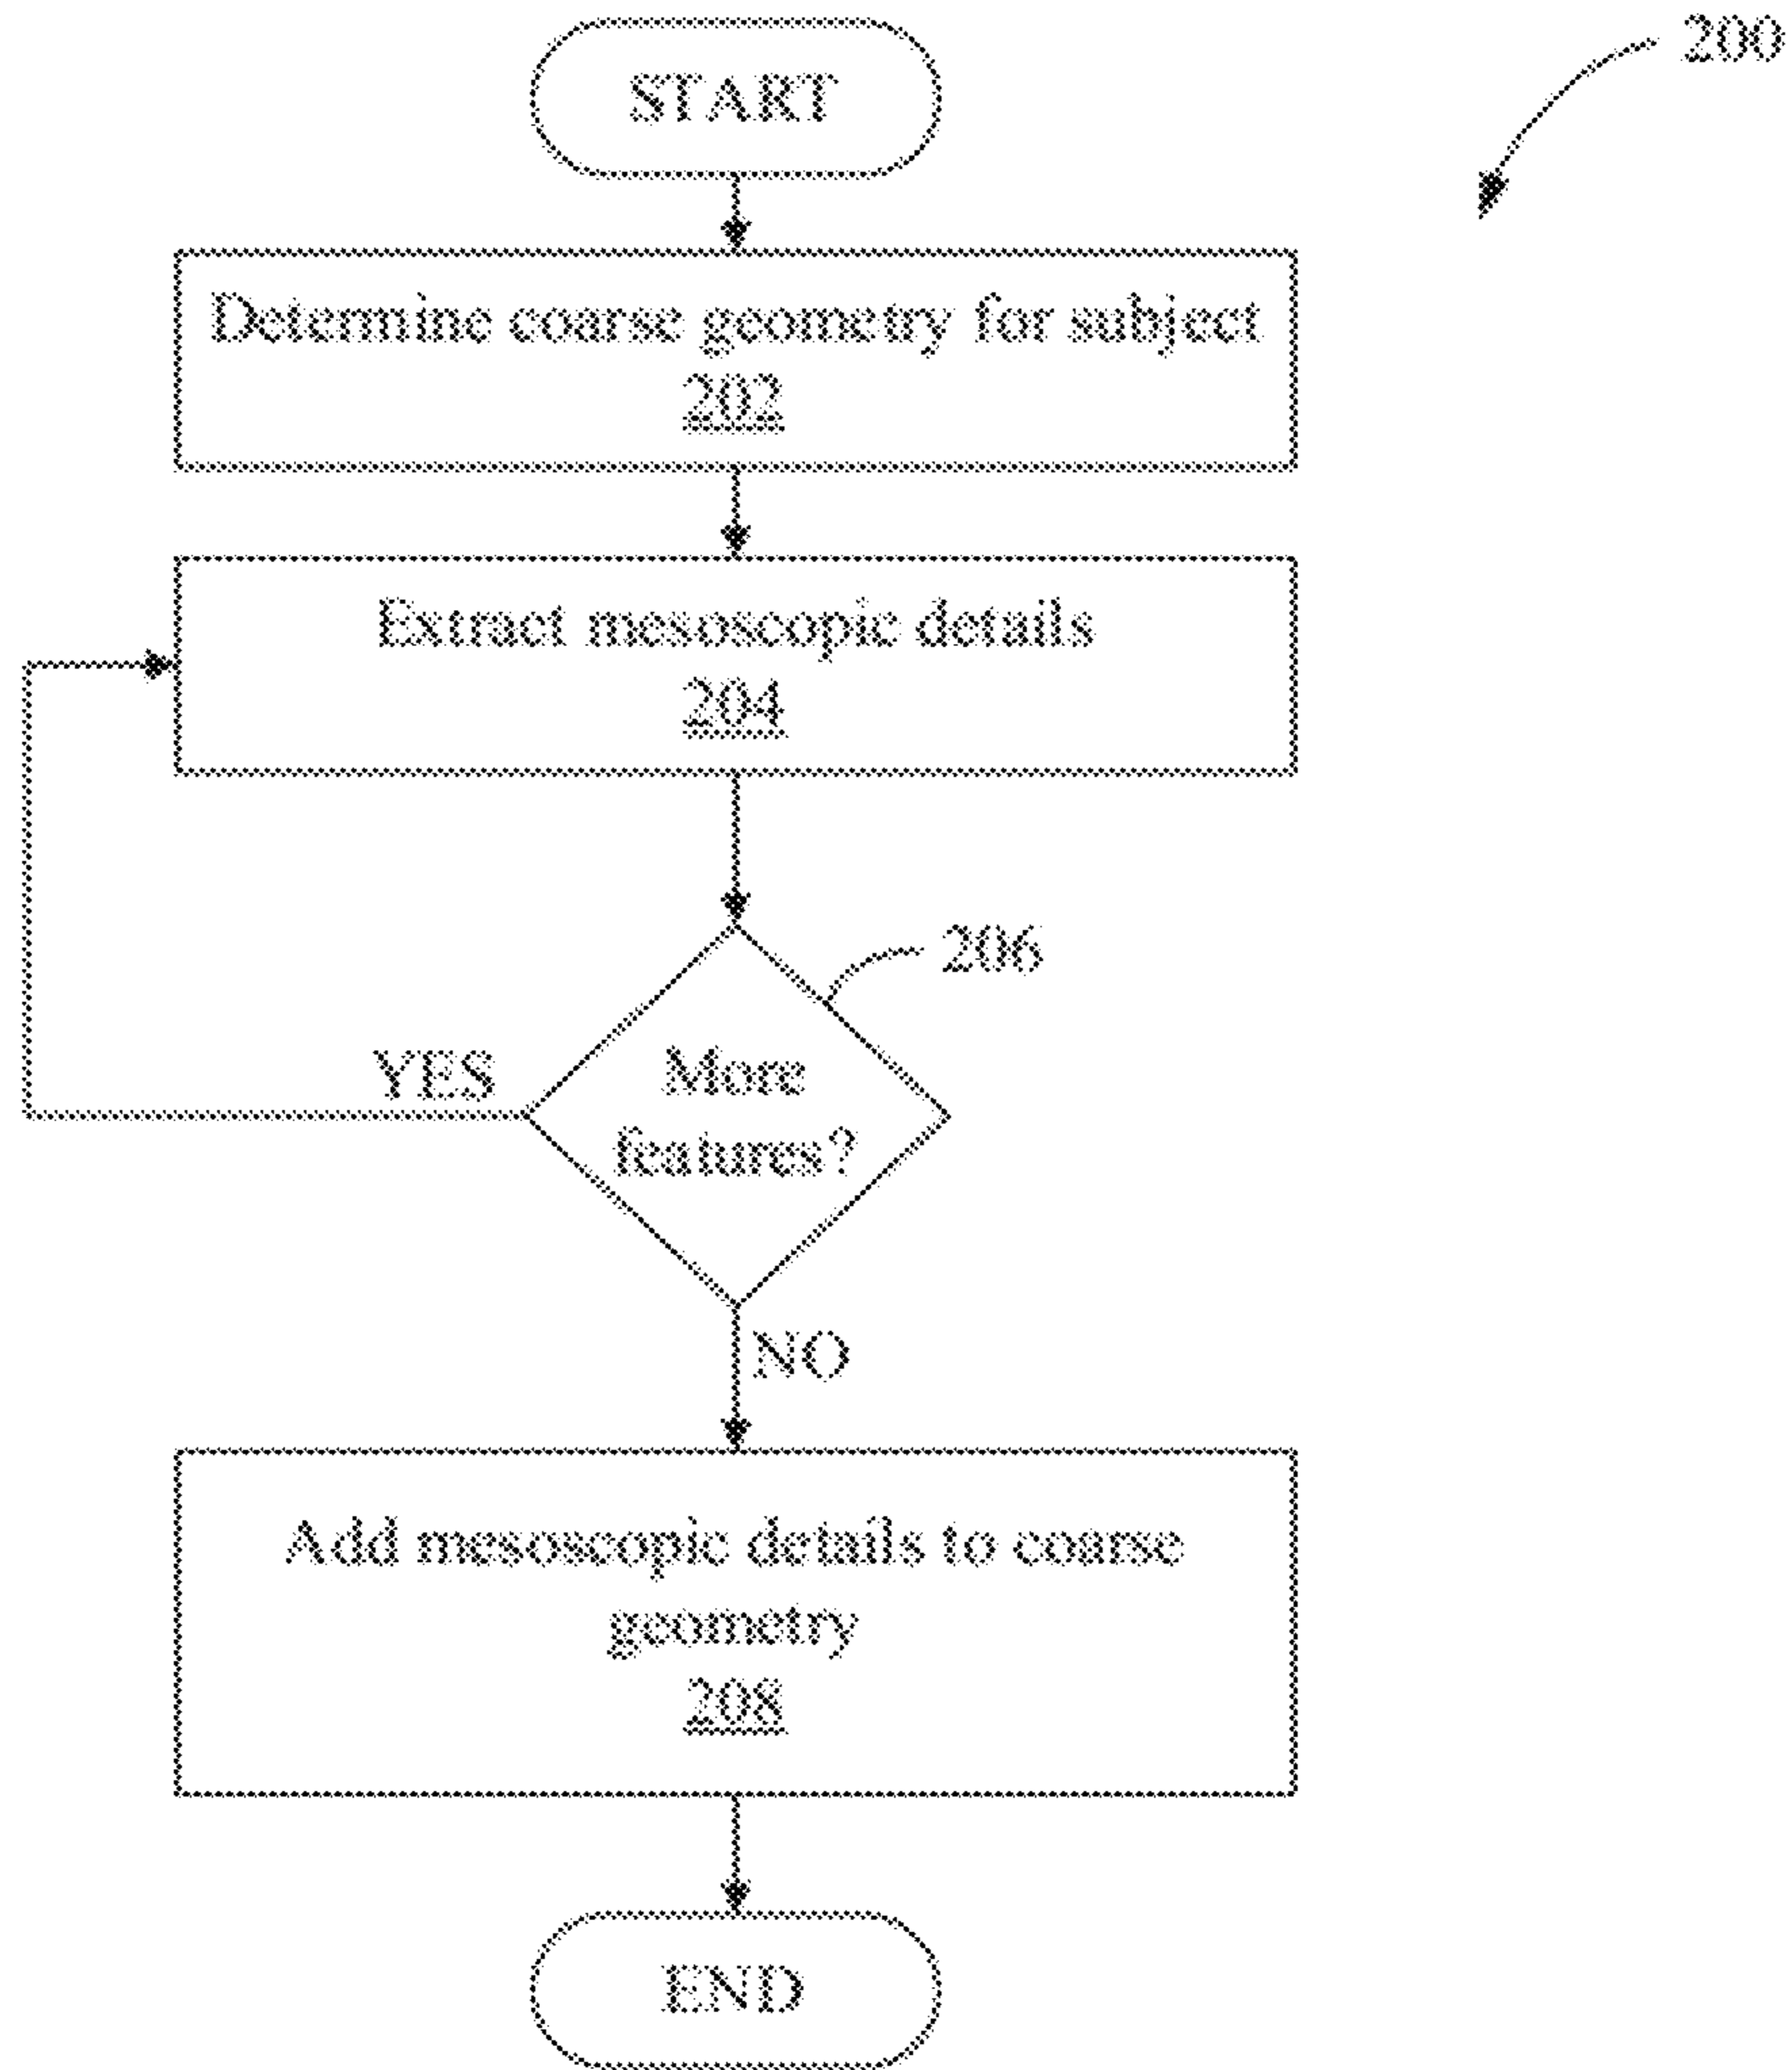 200
START
Determine coarse geometry for subject
202
Extract mesoscopic details
204
206
YES
More
features?
NO
Add mesoscopic details to coarse
geometry
208
END